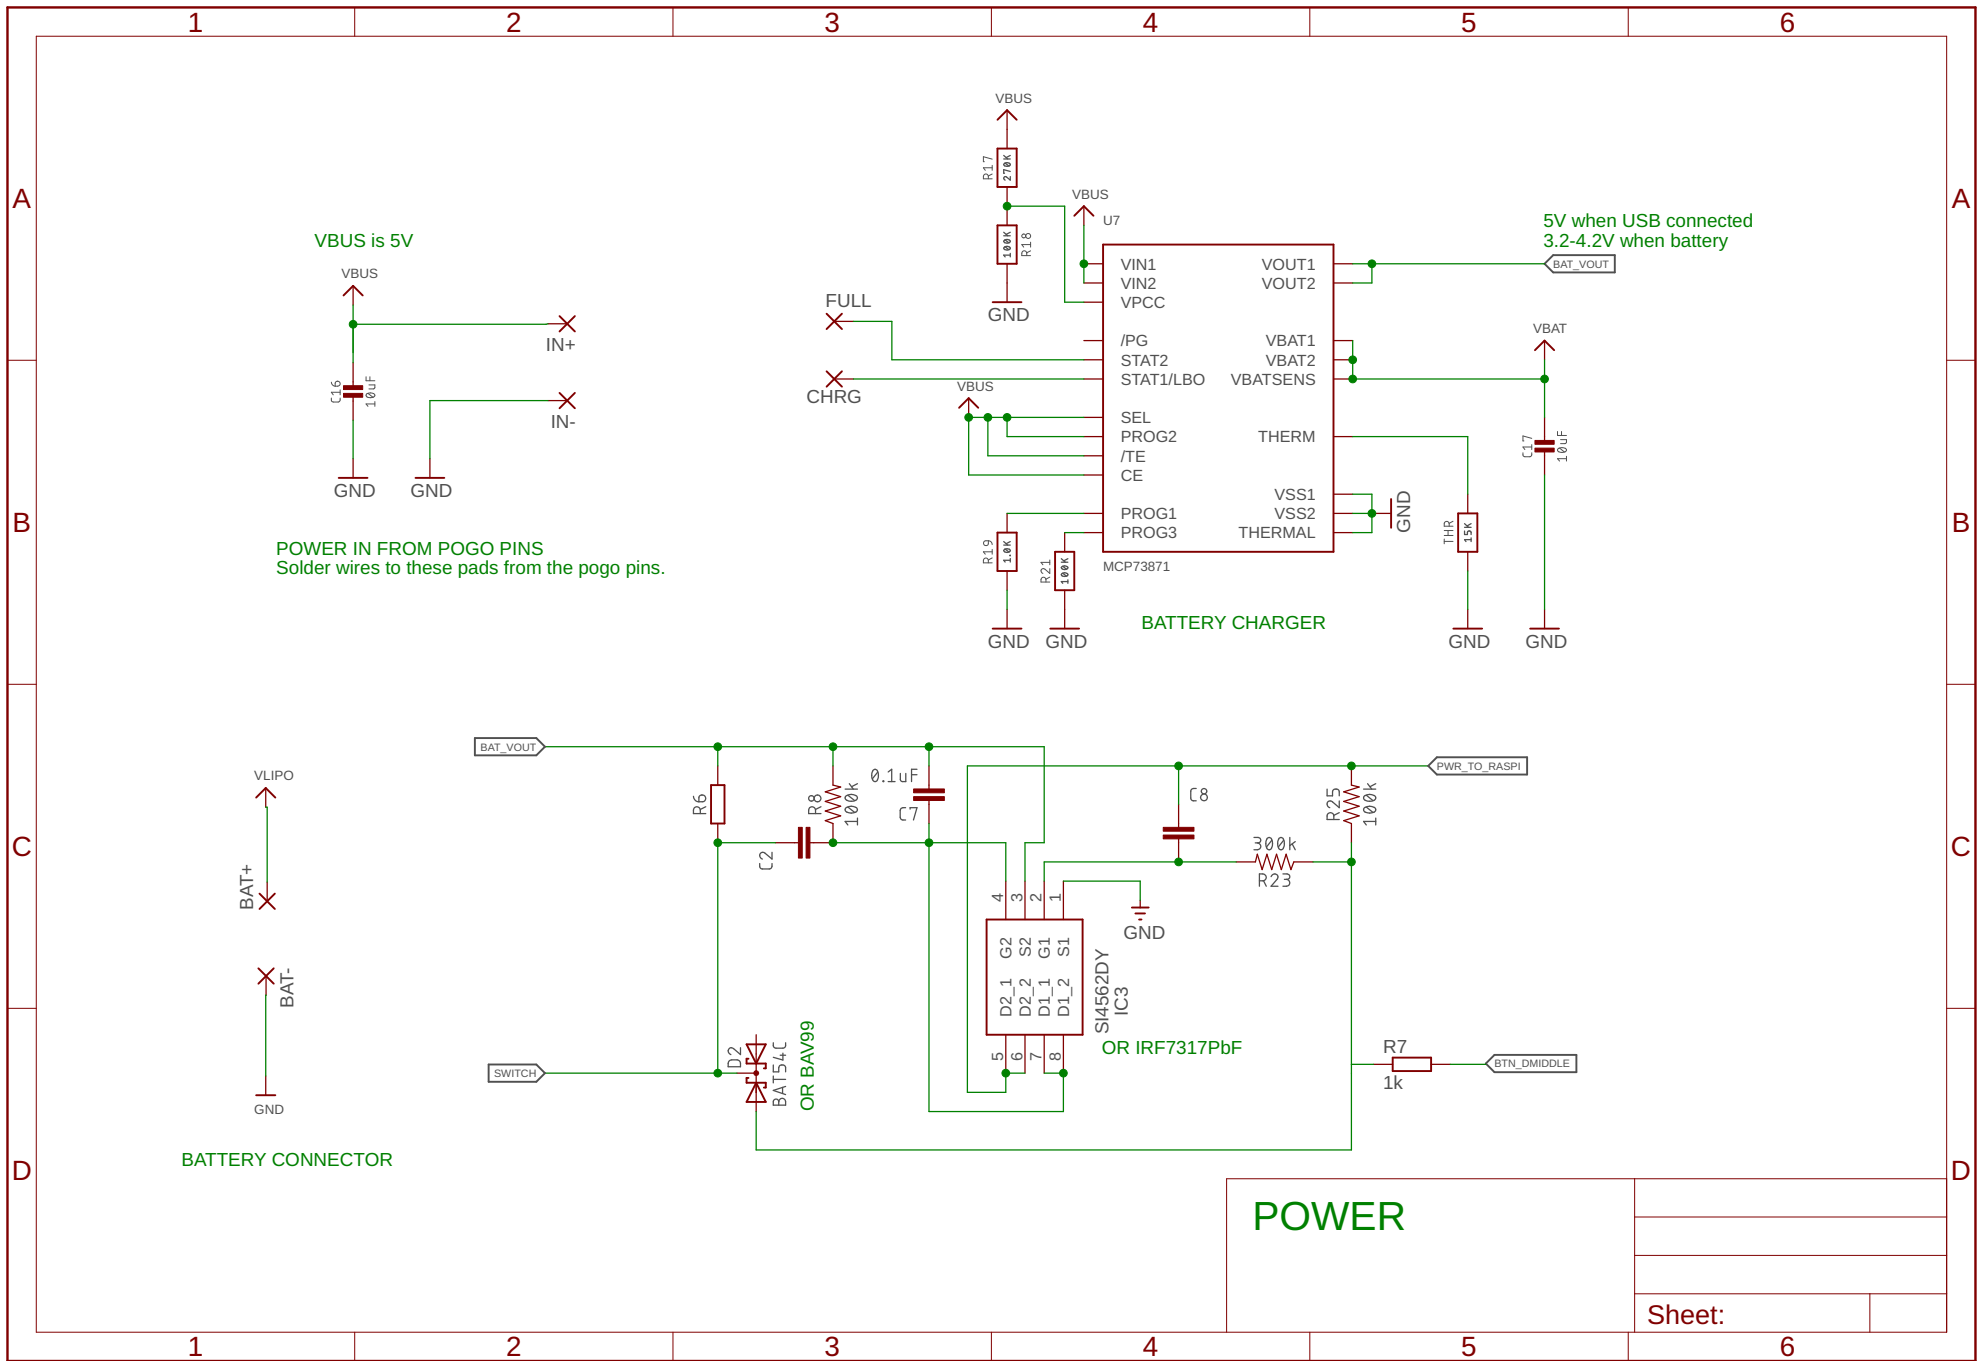 1 2 3 4 5 6
A A
B B
C C
D D
VBUS is 5V
VBUS
C16
10uF
GND
GND
IN+
IN-
POWER IN FROM POGO PINS
Solder wires to these pads from the pogo pins.
VBUS
R17
270K
100K
R18
GND
VBUS
U7
FULL
CHRG
VBUS
VIN1
VIN2
VPCC
/PG
STAT2
STAT1/LBO
SEL
PROG2
/TE
CE
PROG1
PROG3
VOUT1
VOUT2
VBAT1
VBAT2
VBATSENS
THERM
VSS1
VSS2
THERMAL
MCP73871
R19
1.0K
R21
100K
GND
GND
GND
THR
15K
GND
5V when USB connected
3.2-4.2V when battery
BAT_VOUT
VBAT
C17
10uF
GND
BATTERY CHARGER
VLIPO
BAT+
BAT-
GND
BATTERY CONNECTOR
BAT_VOUT
R6
R8
100k
0.1uF
C7
C2
C8
300k
R23
R25
100k
PWR_TO_RASPI
4 3 2 1
GND
G2 S2 G1 S1
D2_1 D2_2 D1_1 D1_2
SI4562DY
IC3
5 6 7 8
OR IRF7317PbF
SWITCH
D2
BAT54C
OR BAV99
R7
1k
BTN_DMIDDLE
POWER
Sheet:
1 2 3 4 5 6